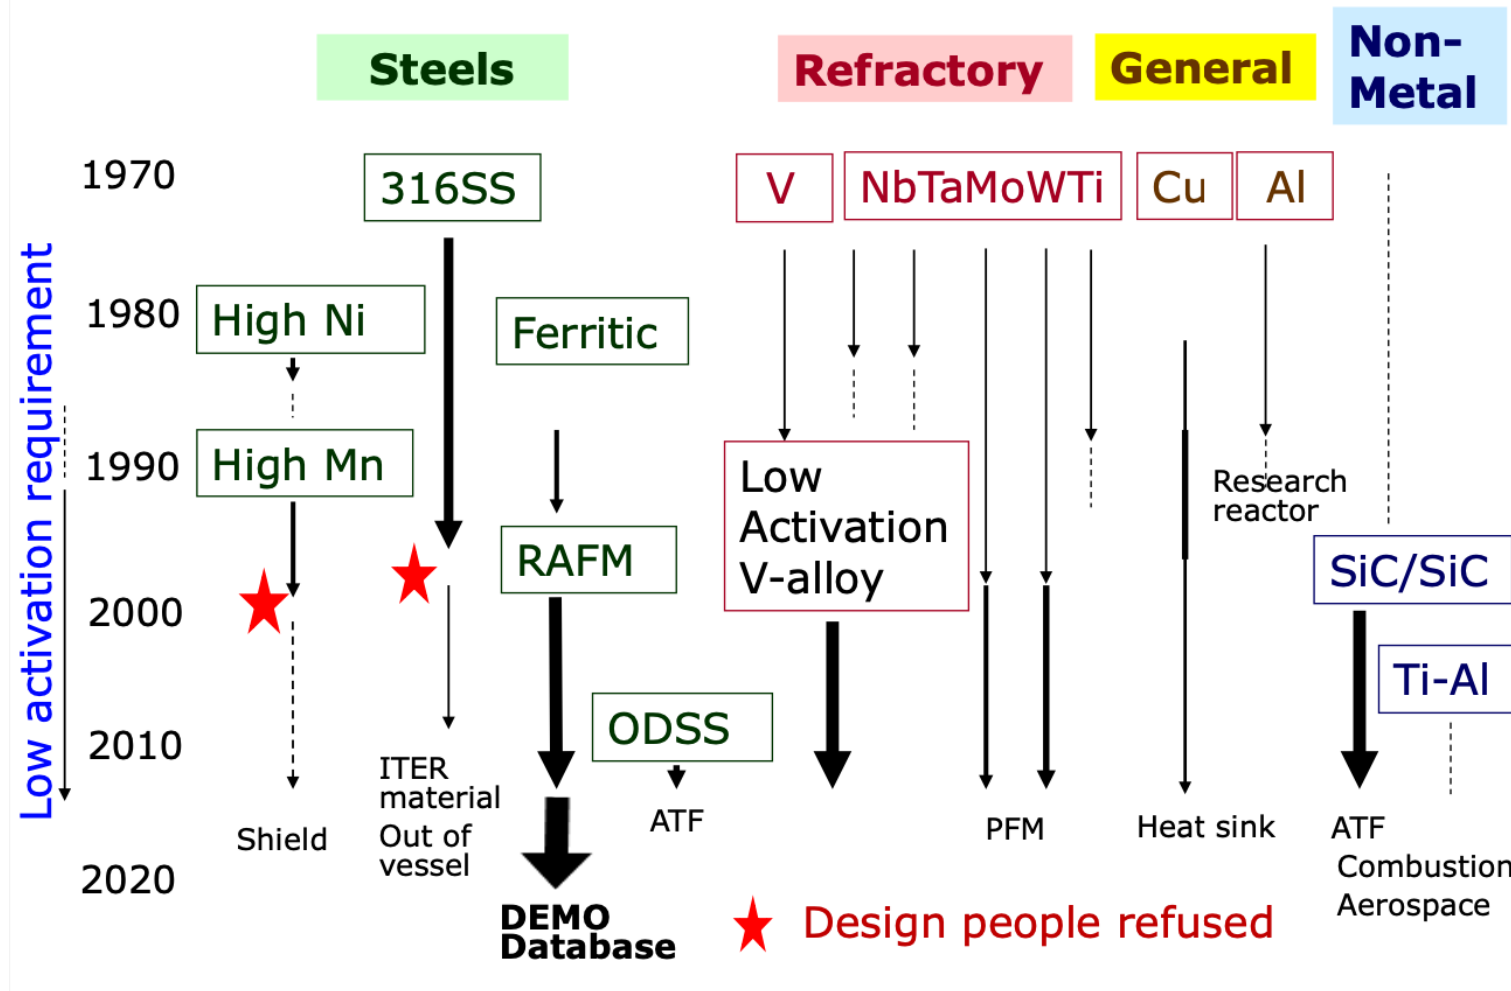 Steels
Refractory
General
Non-
Metal
1970
316SS
V
NbTaMoWTi
Cu
Al
Low activation requirement
1980
High Ni
Ferritic
1990
High Mn
Low
Activation
V-alloy
Research
reactor
RAFM
SiC/SiC
2000
Ti-Al
ODSS
2010
ITER
material
Out of
vessel
Shield
ATF
PFM
Heat sink
ATF
Combustion
Aerospace
2020
DEMO
Database
Design people refused